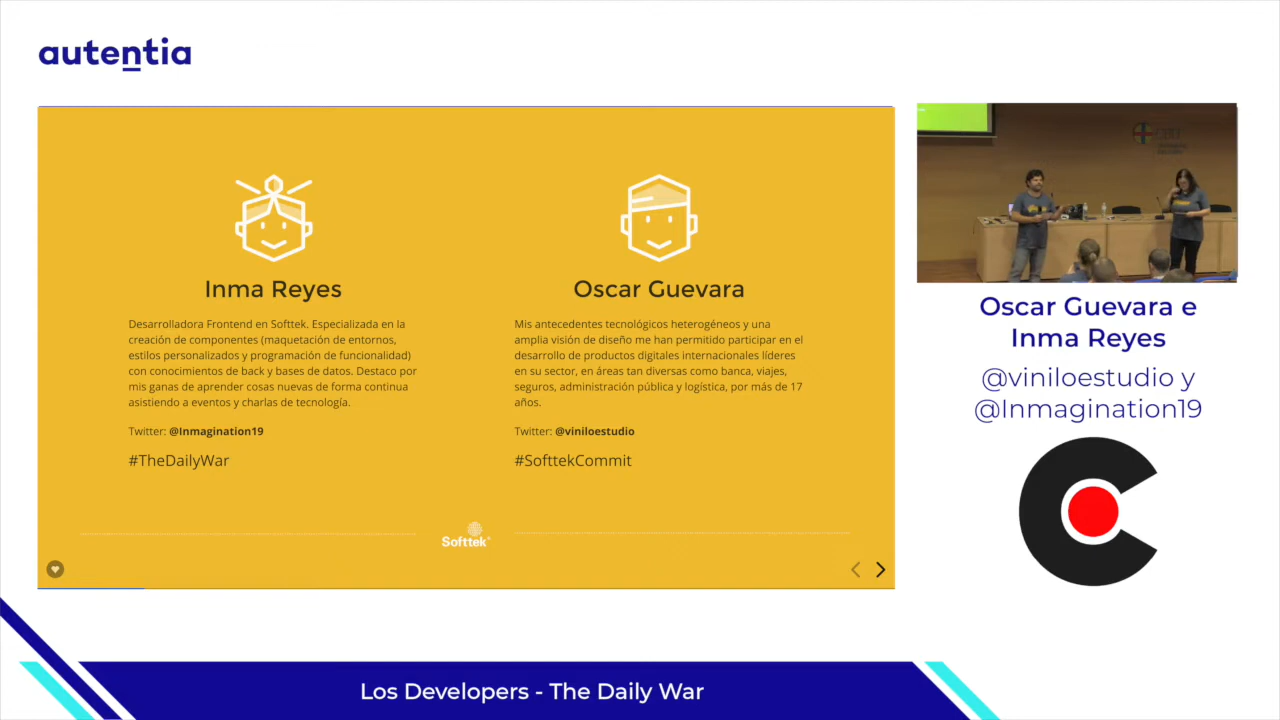 autentia
Inma Reyes
Desarrolladora Frontend en Softtek. Especializada en la
creación de componentes (maquetación de entornos,
estilos personalizados y programación de funcionalidad)
con conocimientos de back y bases de datos. Destaco por
mis ganas de aprender cosas nuevas de forma continua
asistiendo a eventos y charlas de tecnología.
Twitter: @Inmagination19
#TheDailyWar
Oscar Guevara
Mis antecedentes tecnológicos heterogéneos y una
amplia visión de diseño me han permitido participar en el
desarrollo de productos digitales internacionales líderes
en su sector, en áreas tan diversas como banca, viajes,
seguros, administración pública y logística, por más de 17
años.
Twitter: @viniloestudio
#SofttekCommit
Softtek
Oscar Guevara e
Inma Reyes
@viniloestudio y
@Inmagination19
Los Developers - The Daily War